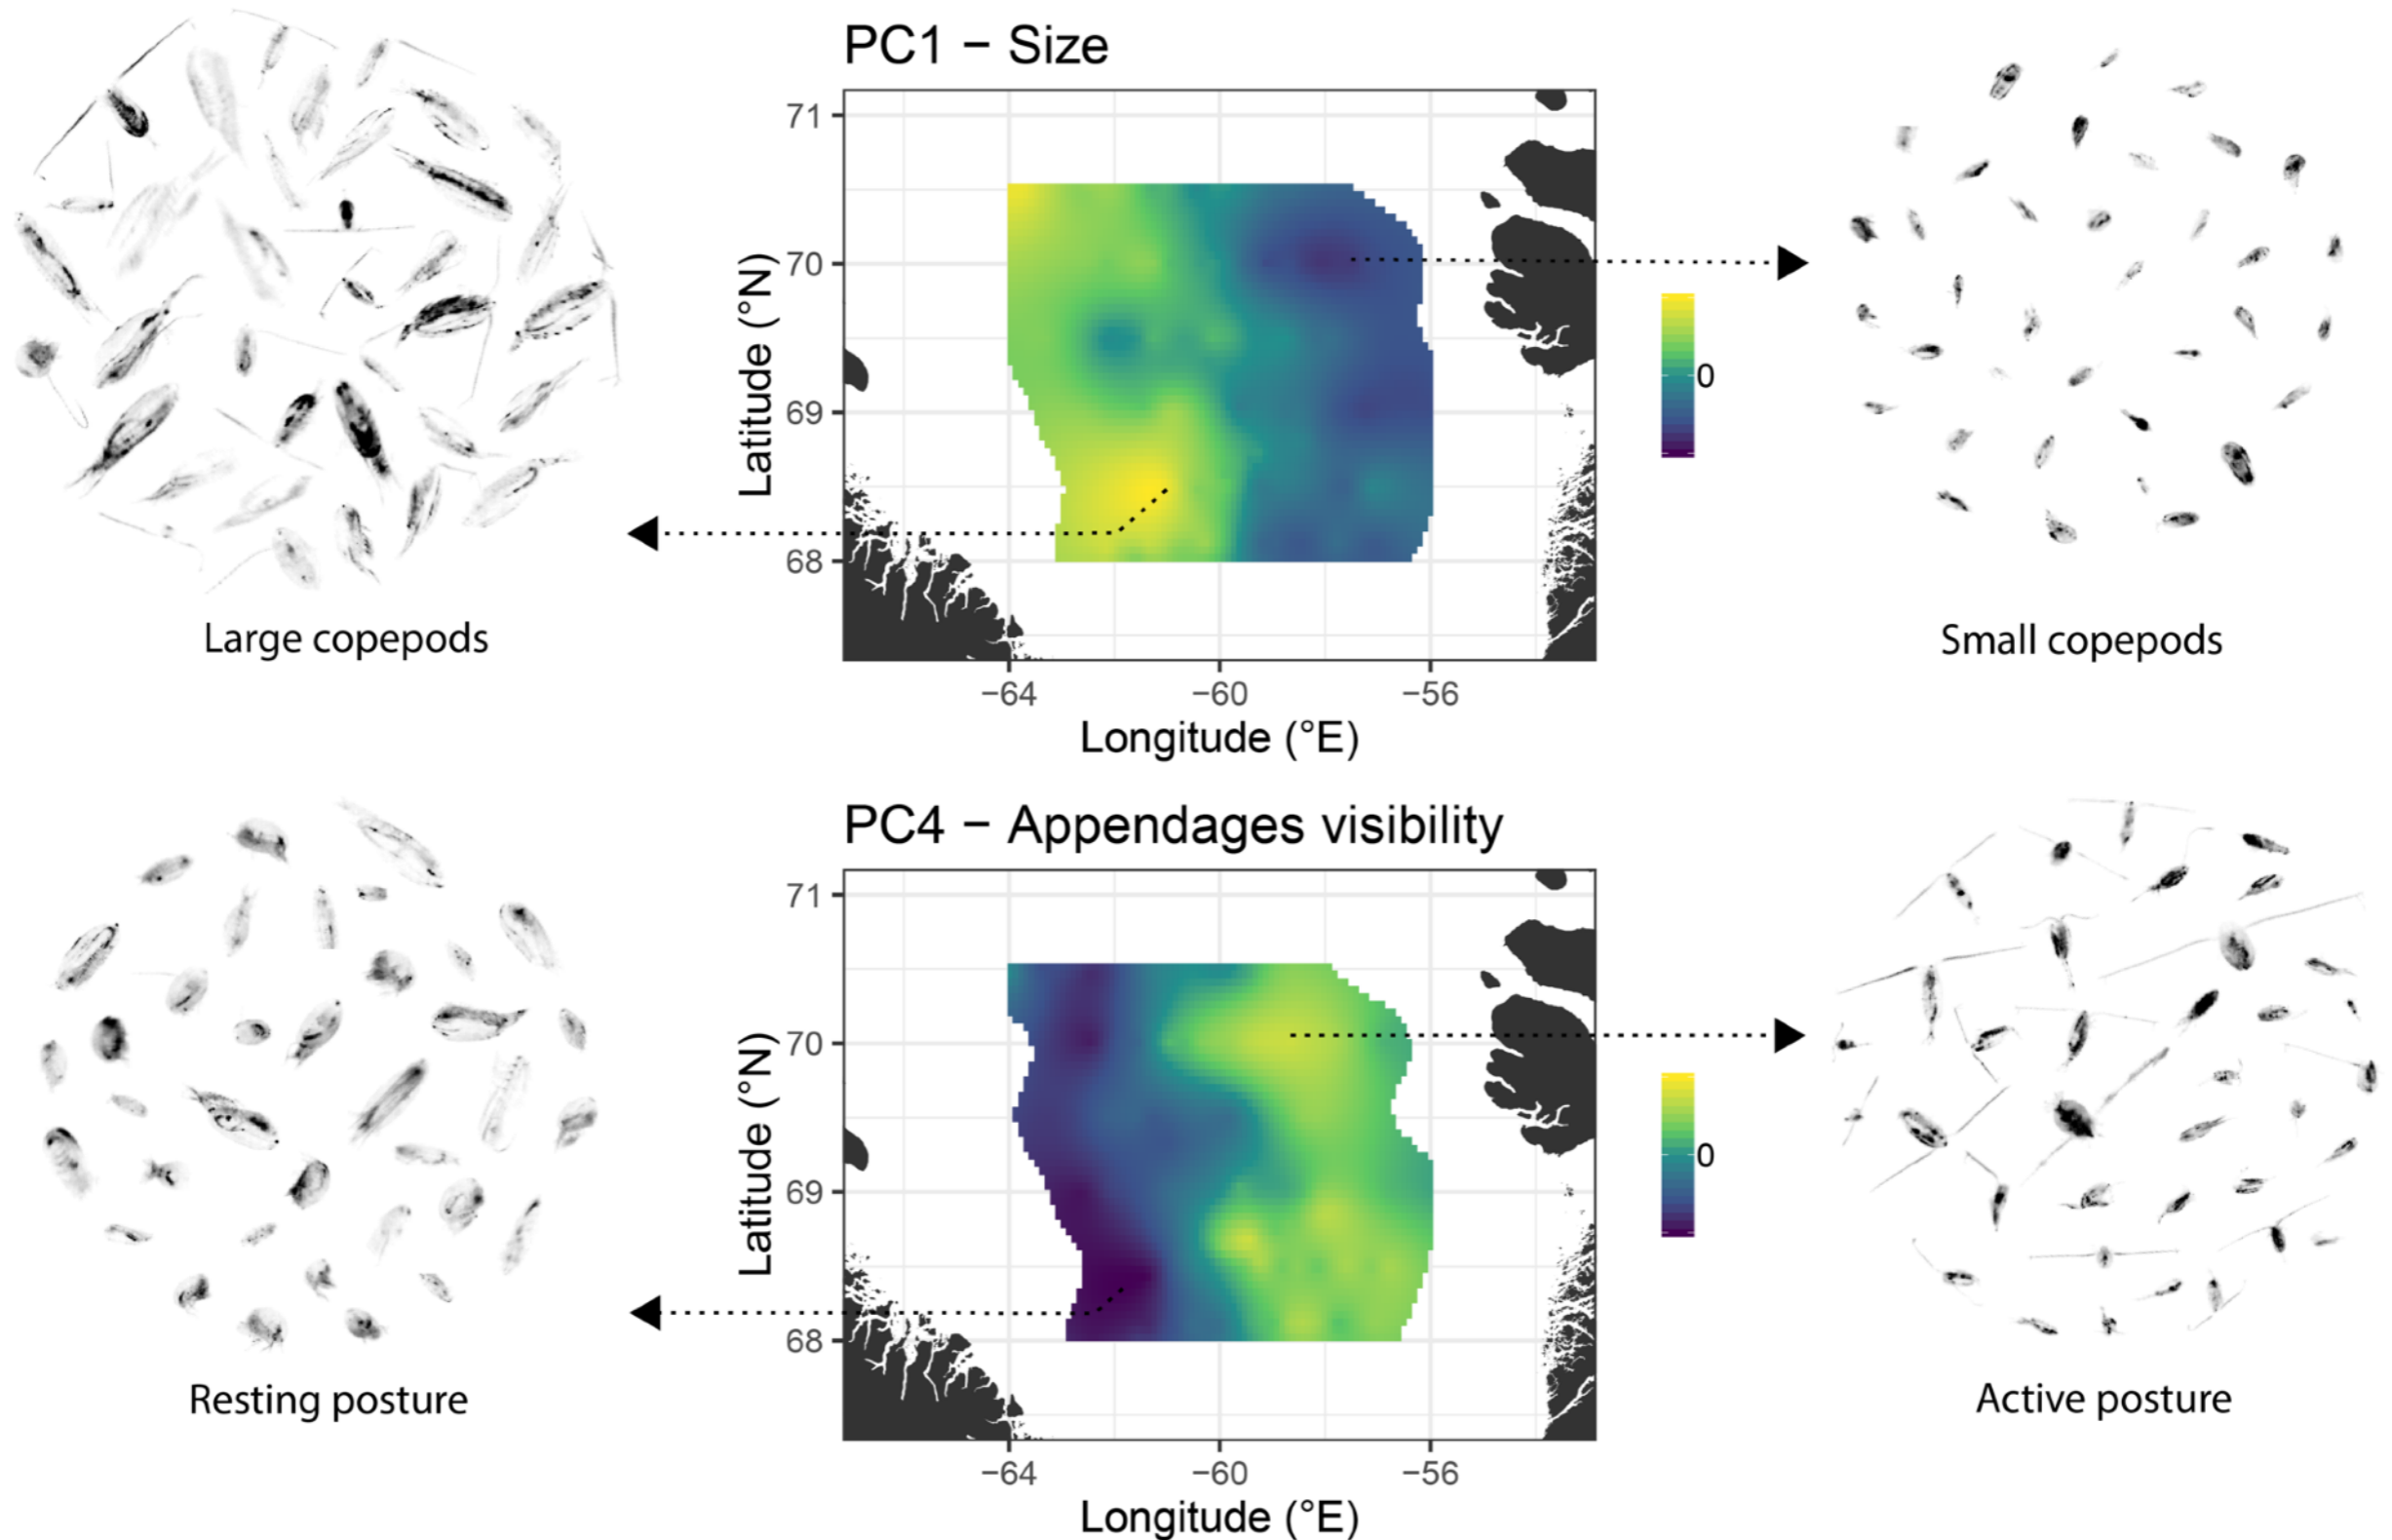 PC1 − Size
71
70
69
68
Latitude (°N)
−64
−60
−56
Longitude (°E)
0
Large copepods
Small copepods
PC4 − Appendages visibility
71
70
69
68
Latitude (°N)
−64
−60
−56
Longitude (°E)
0
Resting posture
Active posture